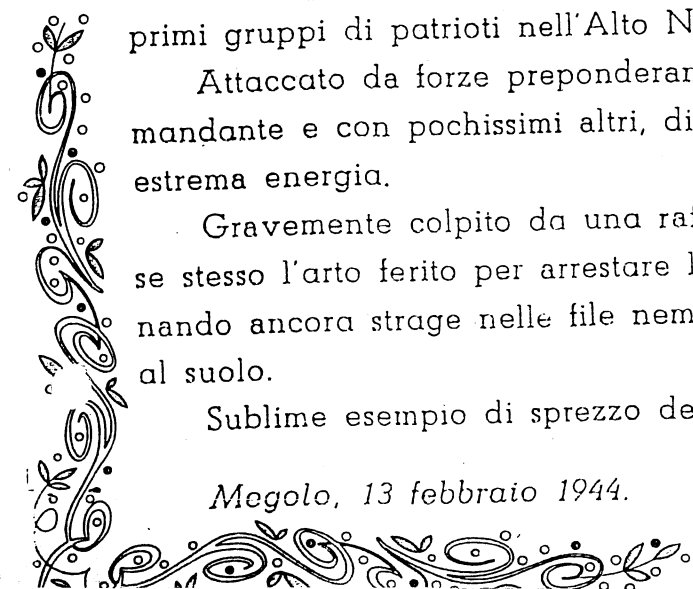 primi gruppi di patrioti nell'Alto N
Attaccato da forze preponderan
mandante e con pochissimi altri, di
estrema energia.
Gravemente colpito da una raf
se stesso l'arto ferito per arrestare l
nando ancora strage nelle file nem
al suolo.
Sublime esempio di sprezzo de
Megolo, 13 febbraio 1944.